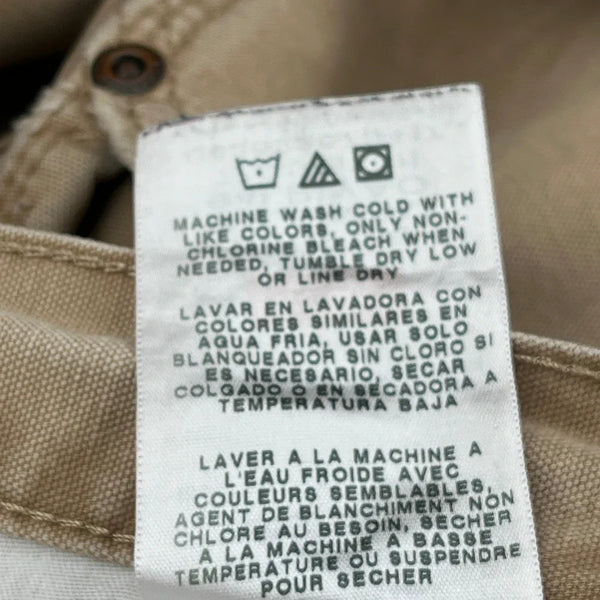 MACHINE WASH COLD WITH
LIKE COLORS, ONLY NON-
CHLORINE BLEACH WHEN
NEEDED, TUMBLE DRY LOW
OR LINE DRY
LAVAR EN LAVADORA CON
COLORES SIMILARES EN
AGUA FRIA, USAR SOLO
BLANQUEADOR SIN CLORO SI
ES NECESARIO, SECAR
COLGADO O EN SECADORA A
TEMPERATURA BAJA
LAVER A LA MACHINE A
L'EAU FROIDE AVEC
COULEURS SEMBLABLES,
AGENT DE BLANCHIMENT NON
CHLORE AU BESOIN, SECHER
A LA MACHINE A BASSE
TEMPERATURE OU SUSPENDRE
POUR SECHER